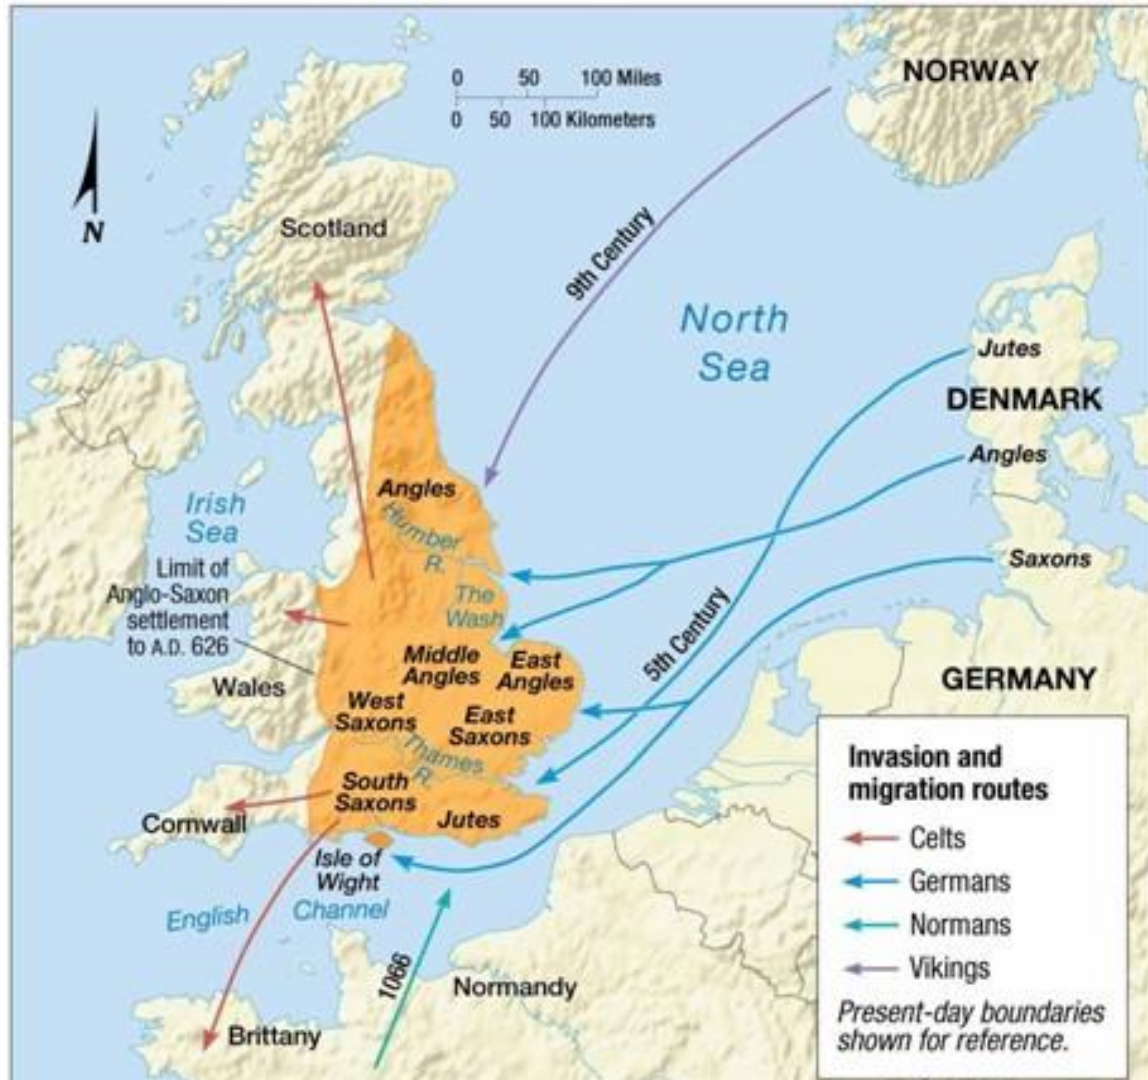 0 50 100 Miles
0 50 100 Kilometers
NORWAY
N
Scotland
9th Century
North
Sea
Jutes
DENMARK
Angles
Saxons
Angles
Humber
R.
Irish
Sea
The
Wash
Limit of
Anglo-Saxon
settlement
to A.D. 626
5th Century
Middle
Angles
East
Angles
GERMANY
Wales
West
Saxons
East
Saxons
Thames
R.
South
Saxons
Jutes
Cornwall
Isle of
Wight
English Channel
1066
Normandy
Brittany
Invasion and
migration routes
Celts
Germans
Normans
Vikings
Present-day boundaries
shown for reference.